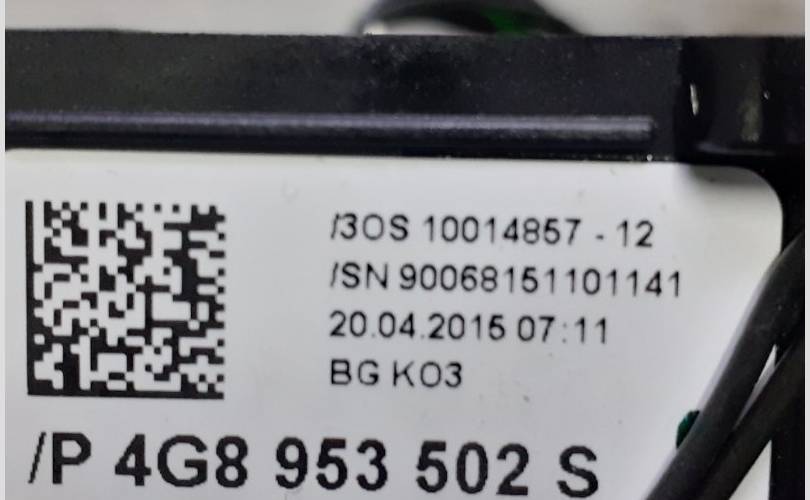 /3OS 10014857 - 12
/SN 90068151101141
20.04.2015 07:11
BG K03
/P 4G8 953 502 S